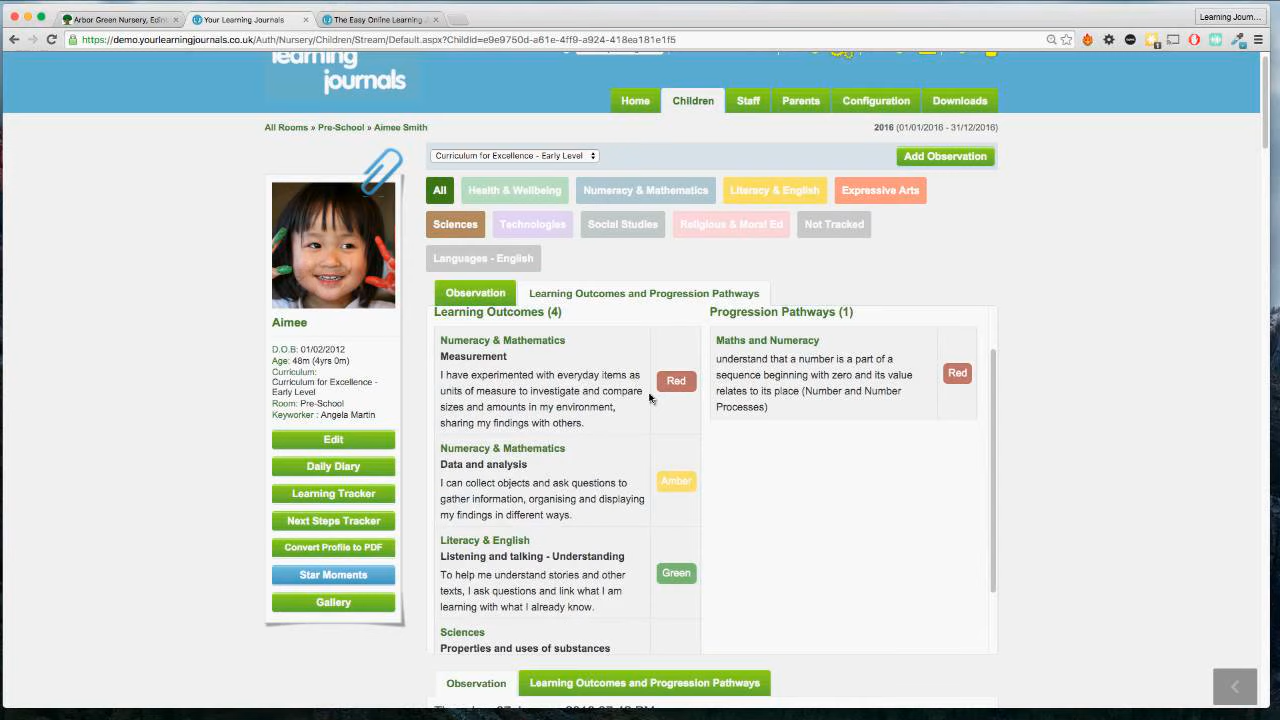 Arbor Green Nursery, Edin
Your Learning Journals
The Easy Online Learning J
Learning Journ...
https://demo.yourlearningjournals.co.uk/Auth/Nursery/Children/Stream/Default.aspx?ChildId=e9e9750d-a61e-4ff9-a924-418ea181e1f5
learning
journals
Home
Children
Staff
Parents
Configuration
Downloads
All Rooms » Pre-School » Aimee Smith
2016 (01/01/2016 - 31/12/2016)
Curriculum for Excellence - Early Level
Add Observation
All
Health & Wellbeing
Numeracy & Mathematics
Literacy & English
Expressive Arts
Sciences
Technologies
Social Studies
Religious & Moral Ed
Not Tracked
Languages - English
Aimee
D.O.B: 01/02/2012
Age: 48m (4yrs 0m)
Curriculum:
Curriculum for Excellence -
Early Level
Room: Pre-School
Keyworker : Angela Martin
Edit
Daily Diary
Learning Tracker
Next Steps Tracker
Convert Profile to PDF
Star Moments
Gallery
Observation
Learning Outcomes and Progression Pathways
Learning Outcomes (4)
Numeracy & Mathematics
Measurement
I have experimented with everyday items as
units of measure to investigate and compare
sizes and amounts in my environment,
sharing my findings with others.
Red
Numeracy & Mathematics
Data and analysis
I can collect objects and ask questions to
gather information, organising and displaying
my findings in different ways.
Amber
Literacy & English
Listening and talking - Understanding
To help me understand stories and other
texts, I ask questions and link what I am
learning with what I already know.
Green
Sciences
Properties and uses of substances
Progression Pathways (1)
Maths and Numeracy
understand that a number is a part of a
sequence beginning with zero and its value
relates to its place (Number and Number
Processes)
Red
Observation
Learning Outcomes and Progression Pathways